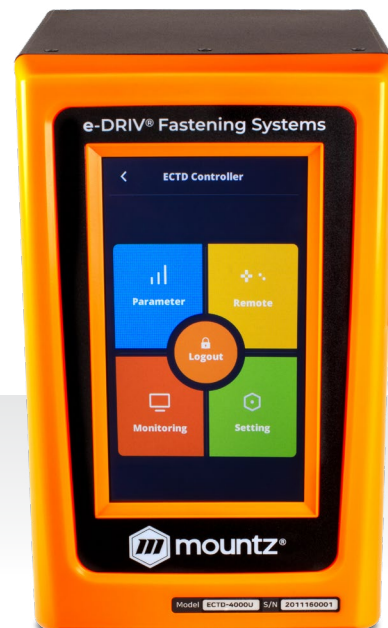 e-DRIV® Fastening Systems
ECTD Controller
Parameter
Remote
Logout
Monitoring
Setting
mountz®
Model ECTD-4000U S/N 2011160001